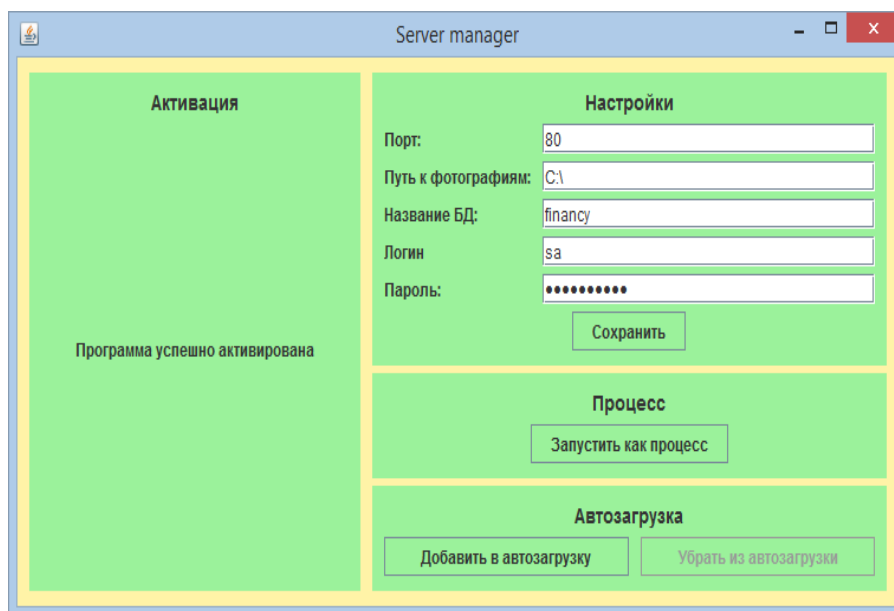 Server manager
Активация
Программа успешно активирована
Настройки
Порт: 80
Путь к фотографиям: C:\
Название БД: financy
Логин sa
Пароль: ••••••••••
Сохранить
Процесс
Запустить как процесс
Автозагрузка
Добавить в автозагрузку Убрать из автозагрузки